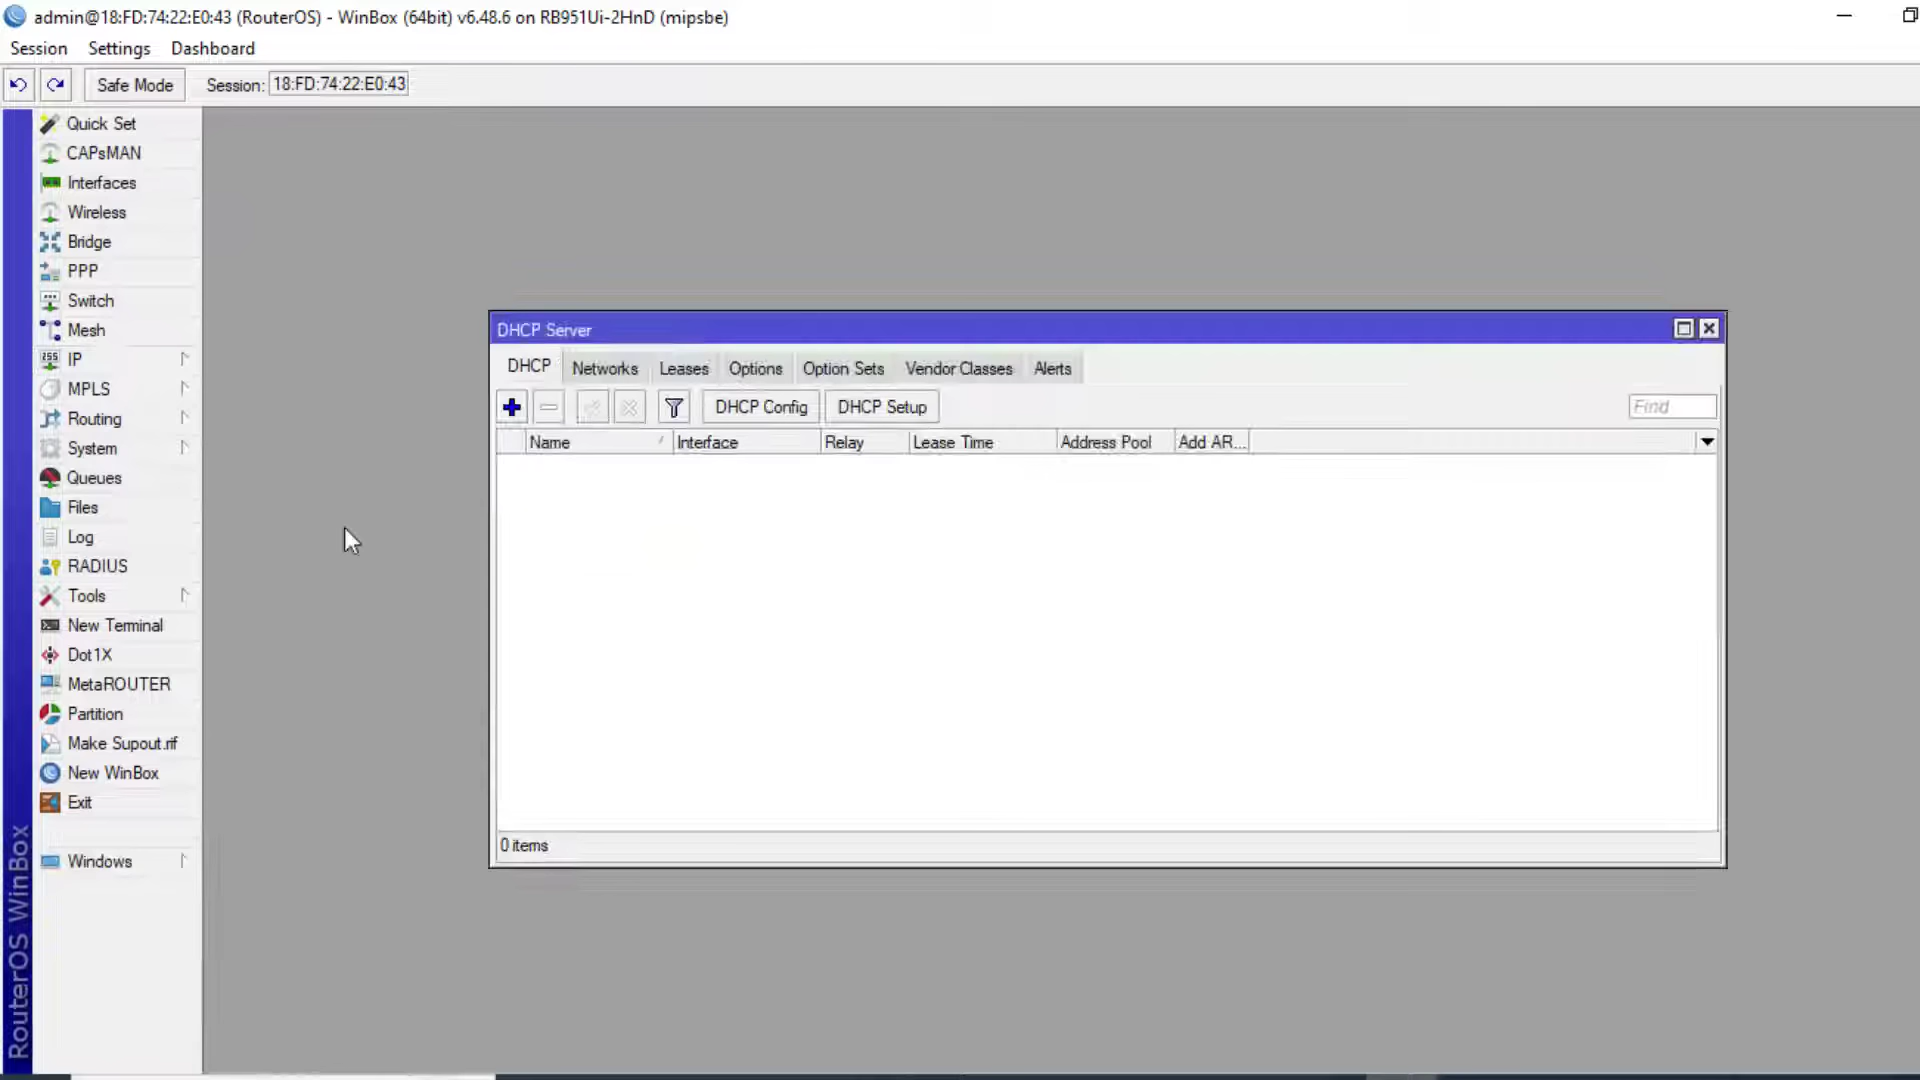 admin@18:FD:74:22:E0:43 (RouterOS) - WinBox (64bit) v6.48.6 on RB951Ui-2HnD (mipsbe)
Session Settings Dashboard
Safe Mode Session: 18:FD:74:22:E0:43
Quick Set
CAPsMAN
Interfaces
Wireless
Bridge
PPP
Switch
Mesh
IP
MPLS
Routing
System
Queues
Files
Log
RADIUS
Tools
New Terminal
Dot1X
MetaROUTER
Partition
Make Supout.rif
New WinBox
Exit
Windows
RouterOS WinBox
DHCP Server
DHCP Networks Leases Options Option Sets Vendor Classes Alerts
DHCP Config DHCP Setup Find
Name Interface Relay Lease Time Address Pool Add AR...
0 items